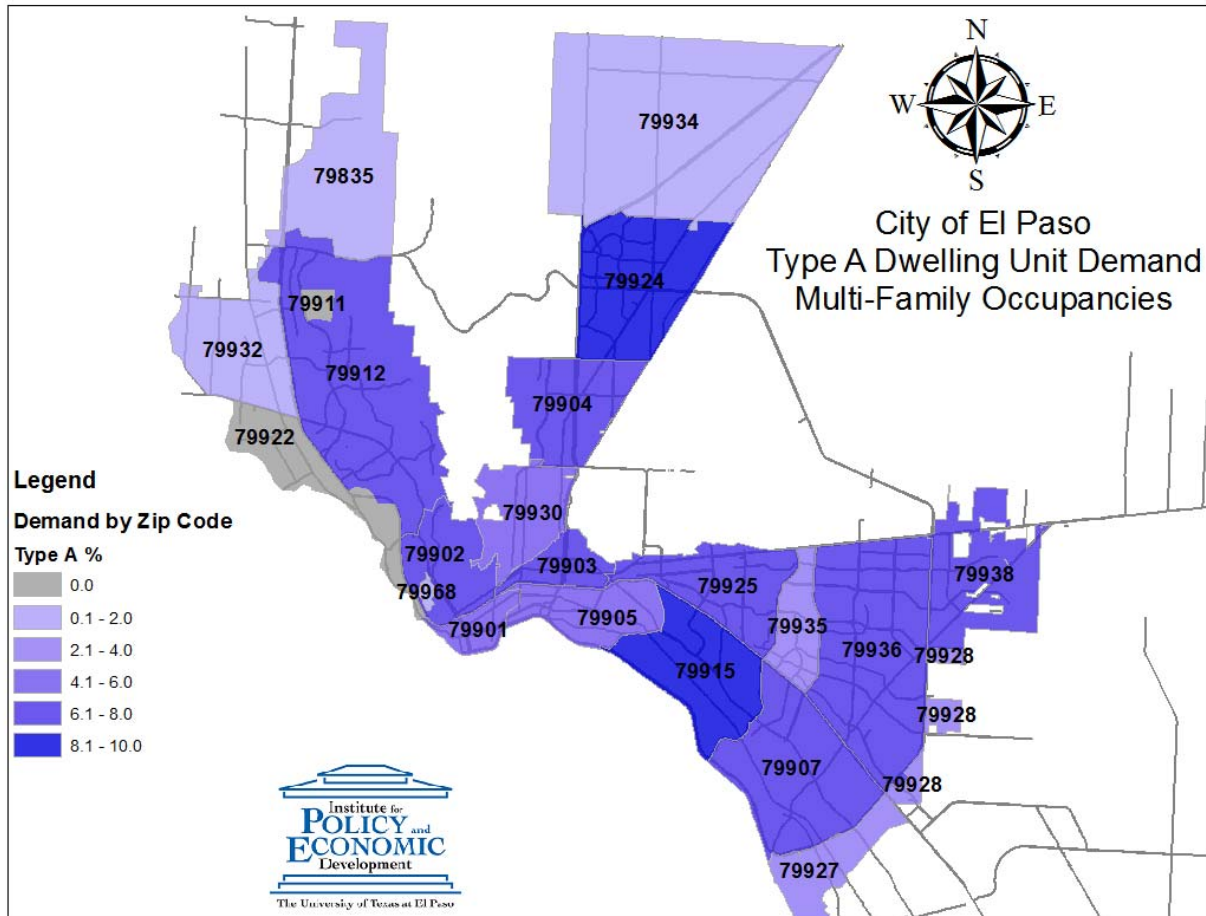 N
W
E
S
City of El Paso
Type A Dwelling Unit Demand
Multi-Family Occupancies
79934
79835
79924
79911
79932
79912
79904
79922
79930
79902
79903
79968
79901
79905
79925
79938
79935
79936
79928
79915
79928
79907
79928
79927
Legend
Demand by Zip Code
Type A %
0.0
0.1 - 2.0
2.1 - 4.0
4.1 - 6.0
6.1 - 8.0
8.1 - 10.0
Institute for
POLICY and
ECONOMIC
Development
The University of Texas at El Paso